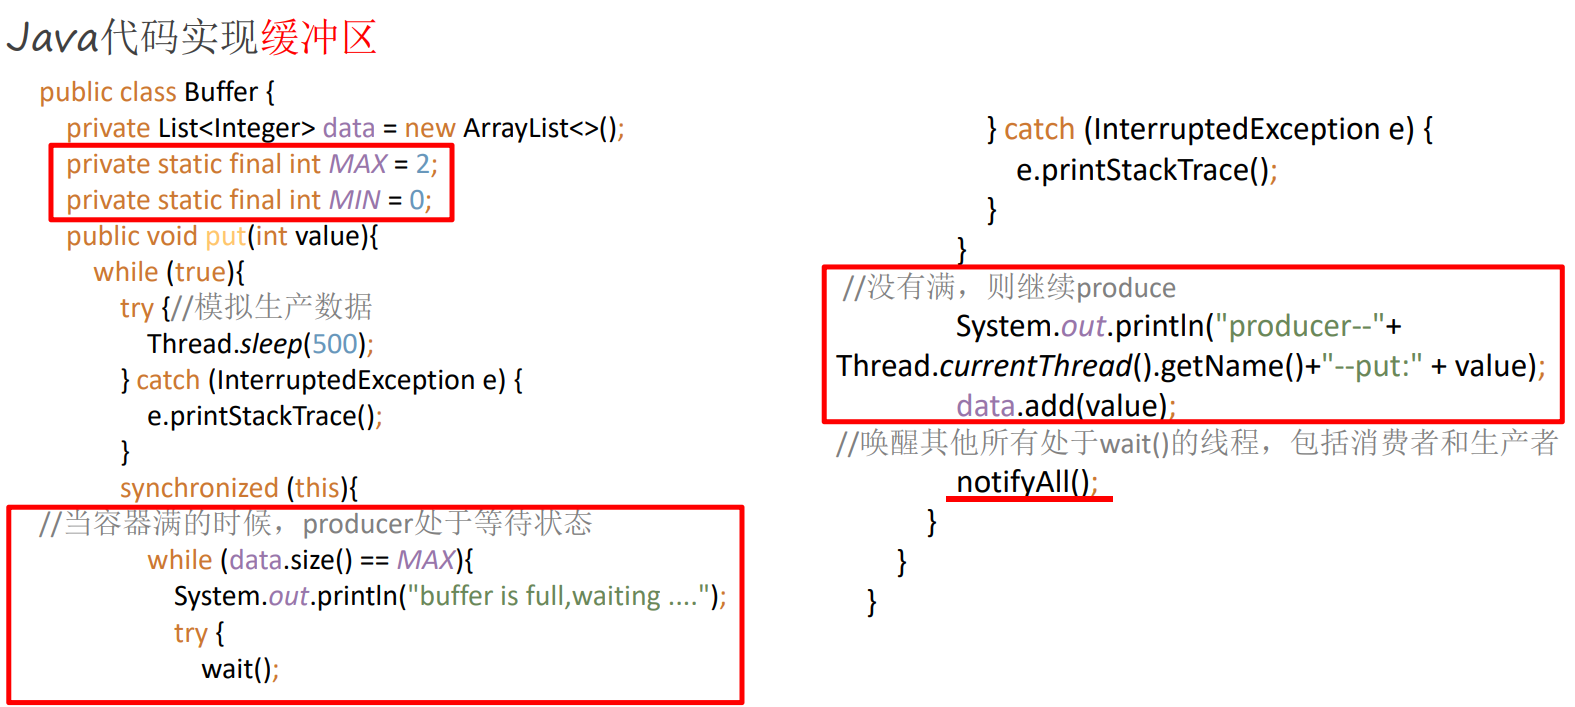 Java代码实现缓冲区
public class Buffer {
private List<Integer> data = new ArrayList<>();
private static final int MAX = 2;
private static final int MIN = 0;
public void put(int value){
while (true){
try {//模拟生产数据
Thread.sleep(500);
} catch (InterruptedException e) {
e.printStackTrace();
}
synchronized (this){
//当容器满的时候，producer处于等待状态
while (data.size() == MAX){
System.out.println("buffer is full,waiting ....");
try {
wait();
} catch (InterruptedException e) {
e.printStackTrace();
}
}
//没有满，则继续produce
System.out.println("producer--"+
Thread.currentThread().getName()+"--put:" + value);
data.add(value);
//唤醒其他所有处于wait()的线程，包括消费者和生产者
notifyAll();
}
}
}